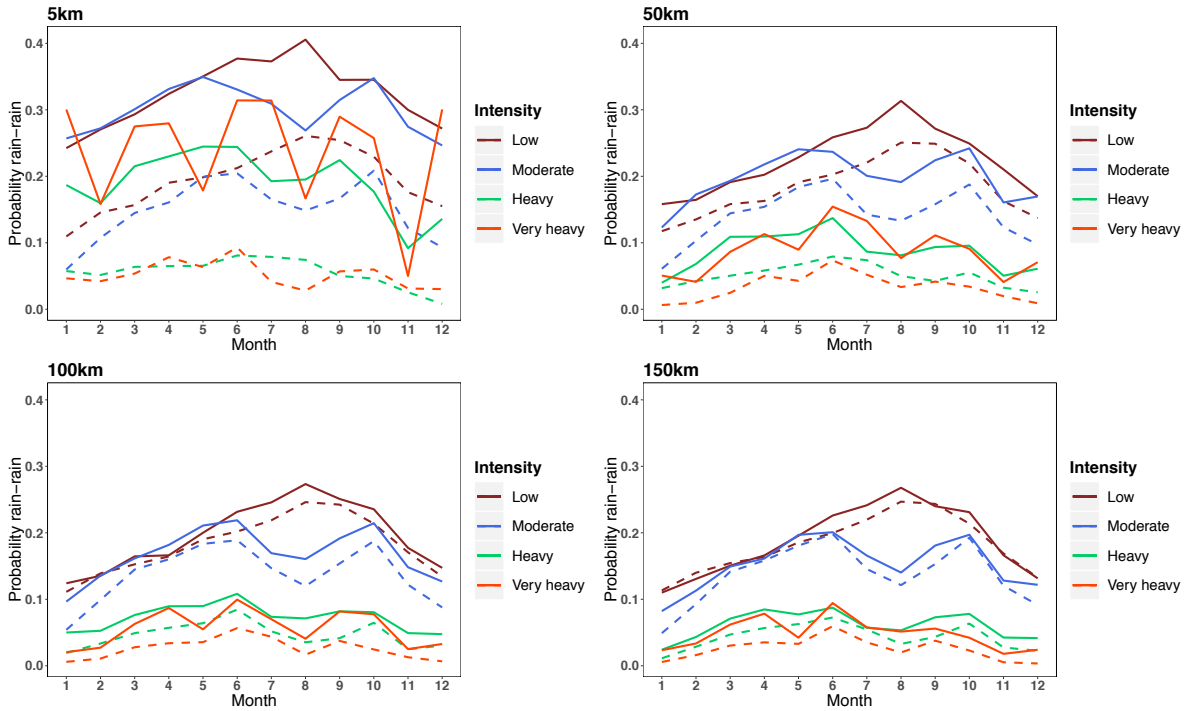 5km
Probability rain−rain
0.4
0.3
0.2
0.1
0.0
1 2 3 4 5 6 7 8 9 10 11 12
Month
Intensity
Low
Moderate
Heavy
Very heavy
50km
Probability rain−rain
0.4
0.3
0.2
0.1
0.0
1 2 3 4 5 6 7 8 9 10 11 12
Month
Intensity
Low
Moderate
Heavy
Very heavy
100km
Probability rain−rain
0.4
0.3
0.2
0.1
0.0
1 2 3 4 5 6 7 8 9 10 11 12
Month
Intensity
Low
Moderate
Heavy
Very heavy
150km
Probability rain−rain
0.4
0.3
0.2
0.1
0.0
1 2 3 4 5 6 7 8 9 10 11 12
Month
Intensity
Low
Moderate
Heavy
Very heavy